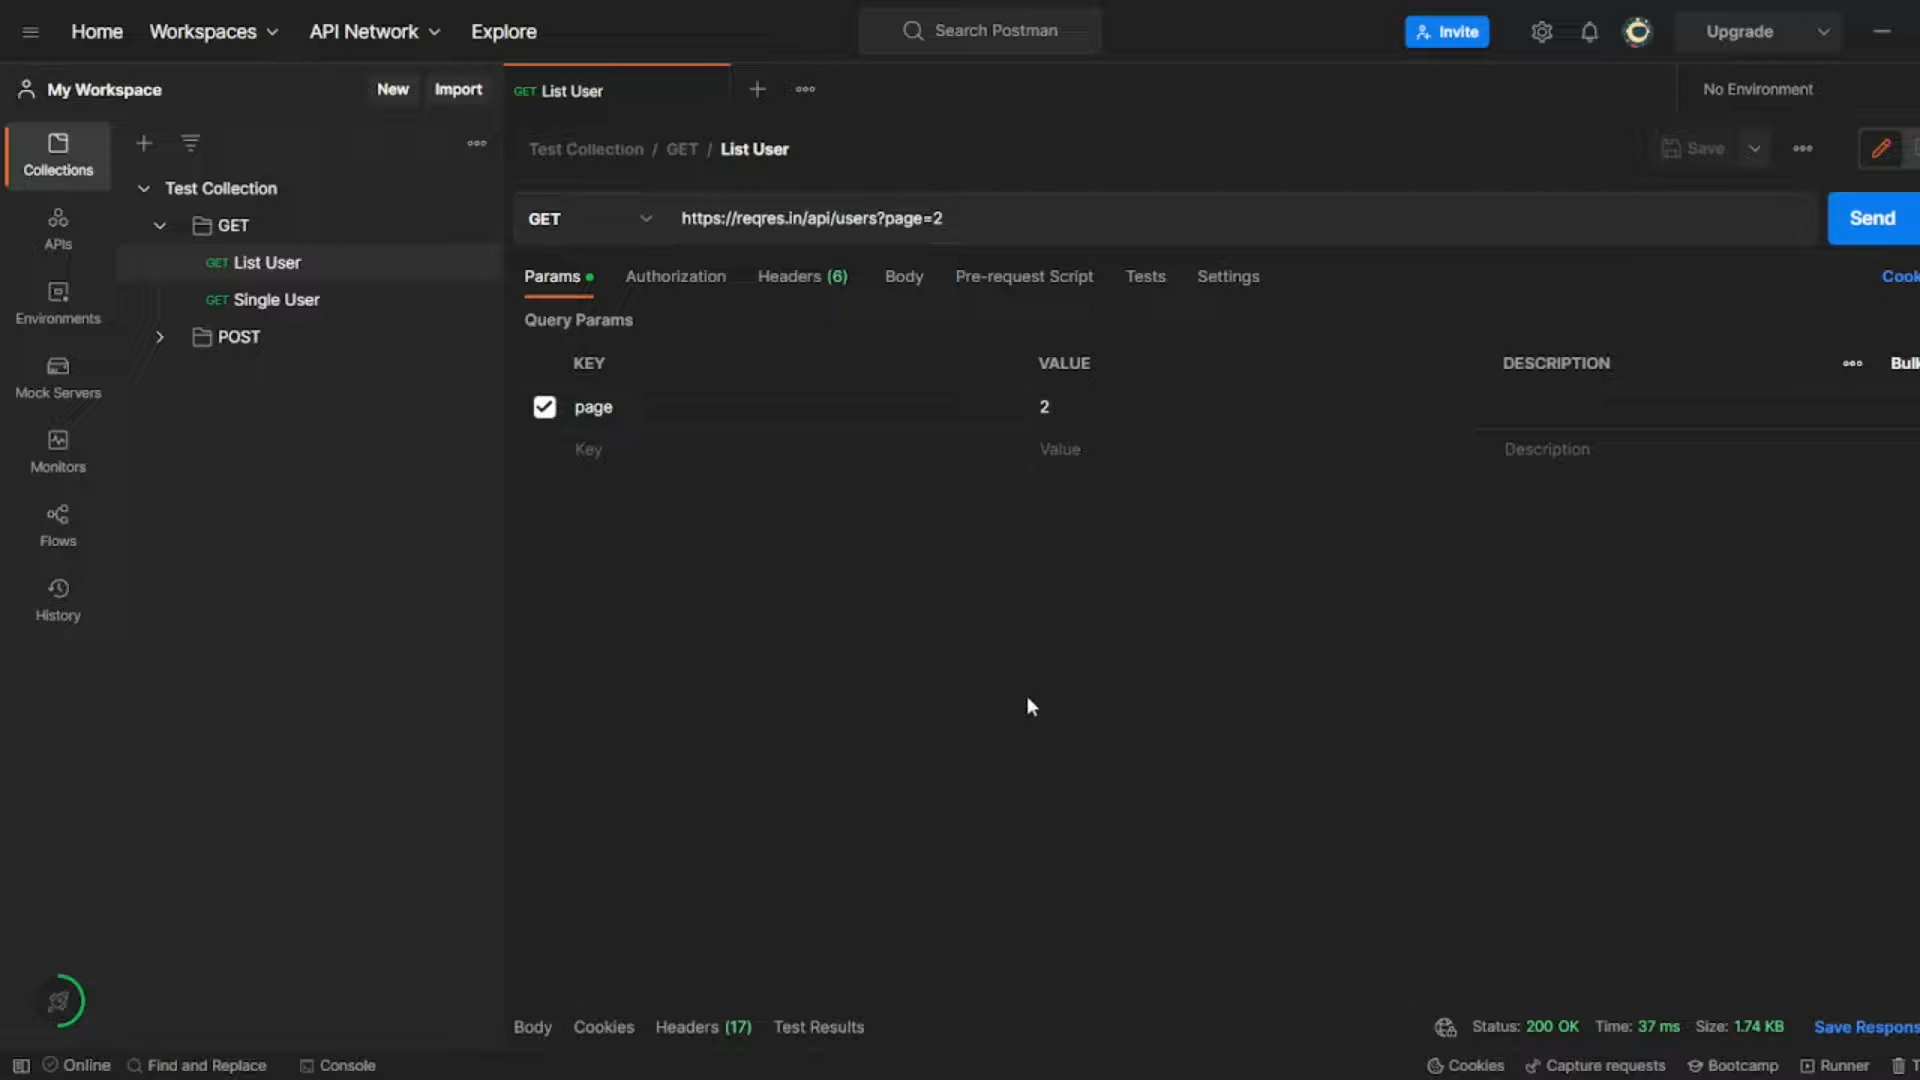 Home Workspaces API Network Explore Search Postman Invite Upgrade
My Workspace New Import GET List User No Environment
Collections
APIs
Environments
Mock Servers
Monitors
Flows
History
Test Collection
GET
GET List User
GET Single User
POST
Test Collection / GET / List User Save
GET https://reqres.in/api/users?page=2 Send
Params Authorization Headers (6) Body Pre-request Script Tests Settings Cook
Query Params
KEY VALUE DESCRIPTION Bulk
page 2
Key Value Description
Body Cookies Headers (17) Test Results Status: 200 OK Time: 37 ms Size: 1.74 KB Save Respons
Online Find and Replace Console Cookies Capture requests Bootcamp Runner T